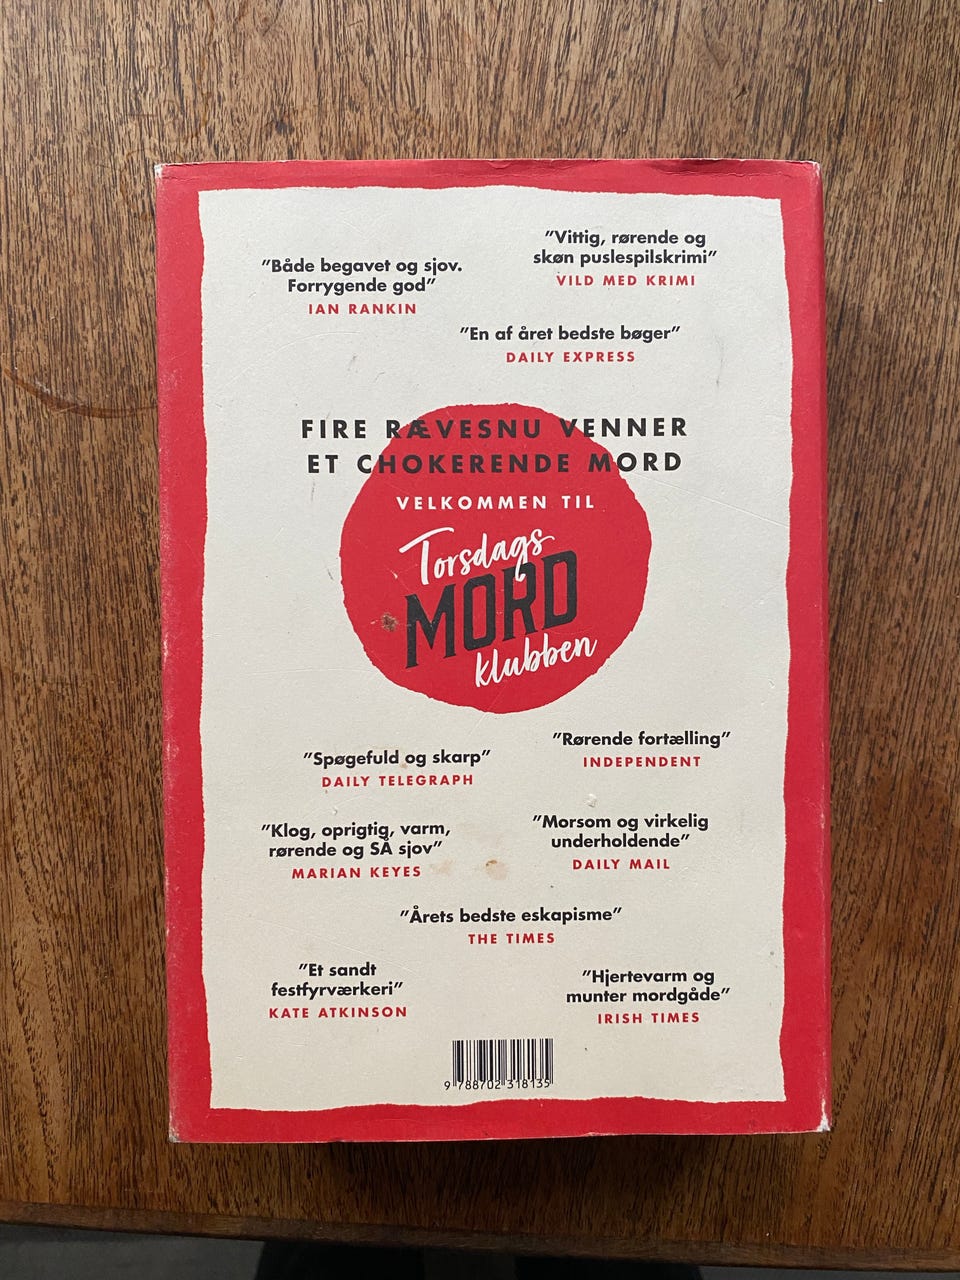 ”Både begavet og sjov.
Forrygende god”
IAN RANKIN
”Vittig, rørende og
skøn puslespilskrimi”
VILD MED KRIMI
”En af året bedste bøger”
DAILY EXPRESS
FIRE RÆVESNU VENNER
ET CHOKERENDE MORD
VELKOMMEN TIL
Torsdags
MORD
klubben
”Spøgefuld og skarp”
DAILY TELEGRAPH
”Rørende fortælling”
INDEPENDENT
”Klog, oprigtig, varm,
rørende og SÅ sjov”
MARIAN KEYES
”Morsom og virkelig
underholdende”
DAILY MAIL
”Årets bedste eskapisme”
THE TIMES
”Et sandt
festfyrværkeri”
KATE ATKINSON
”Hjertevarm og
munter mordgåde”
IRISH TIMES
9 788702 318135